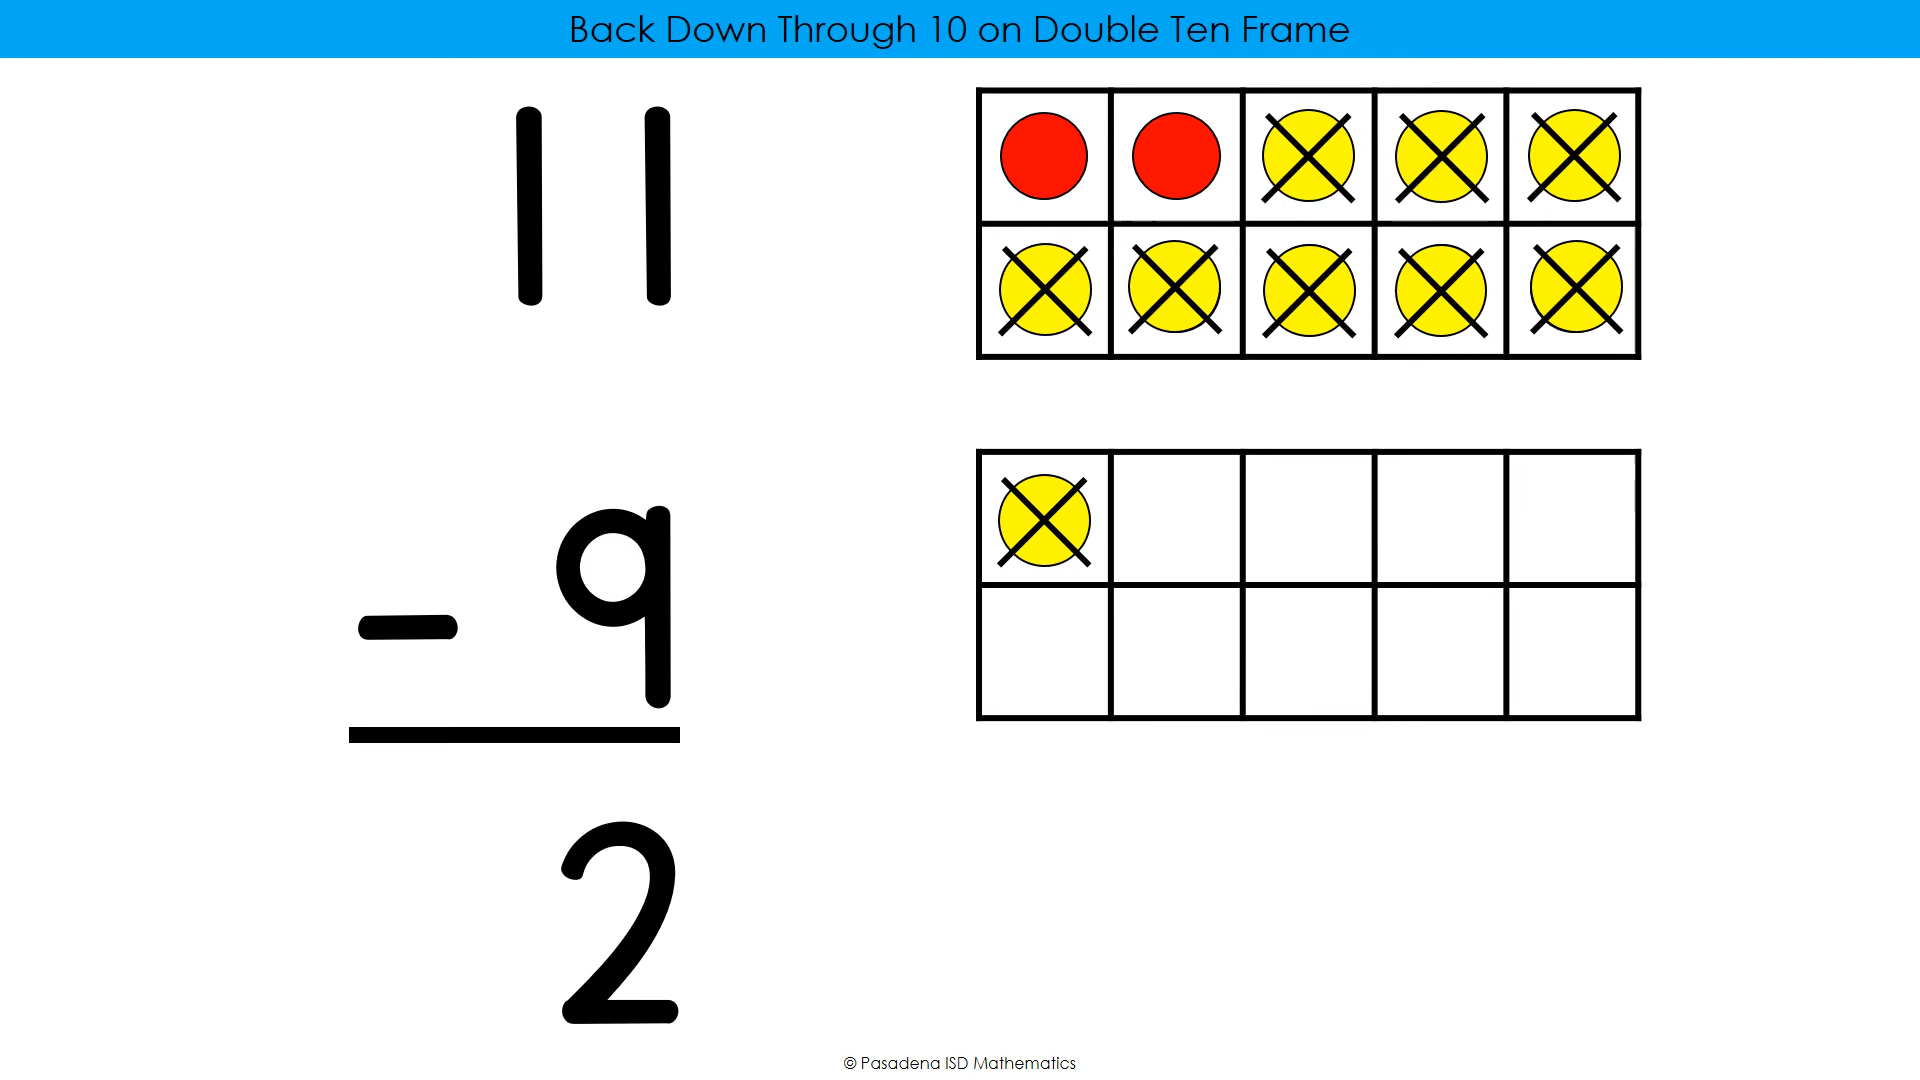 Back Down Through 10 on Double Ten Frame
11
- 9
2
© Pasadena ISD Mathematics